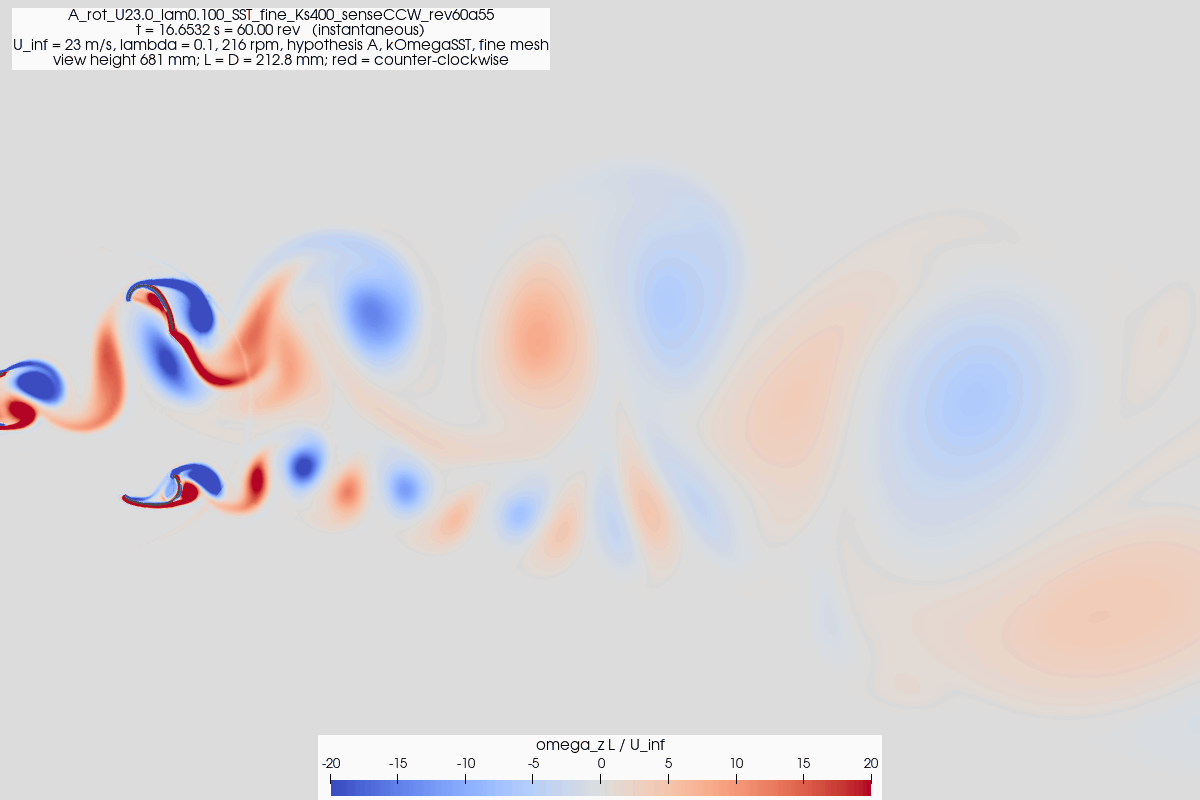 A_rot_U23.0_lam0.100_SST_fine_Ks400_senseCCW_rev60a55
t = 16.6532 s = 60.00 rev (instantaneous)
U_inf = 23 m/s, lambda = 0.1, 216 rpm, hypothesis A, kOmegaSST, fine mesh
view height 681 mm; L = D = 212.8 mm; red = counter-clockwise
omega_z L / U_inf
-20 -15 -10 -5 0 5 10 15 20